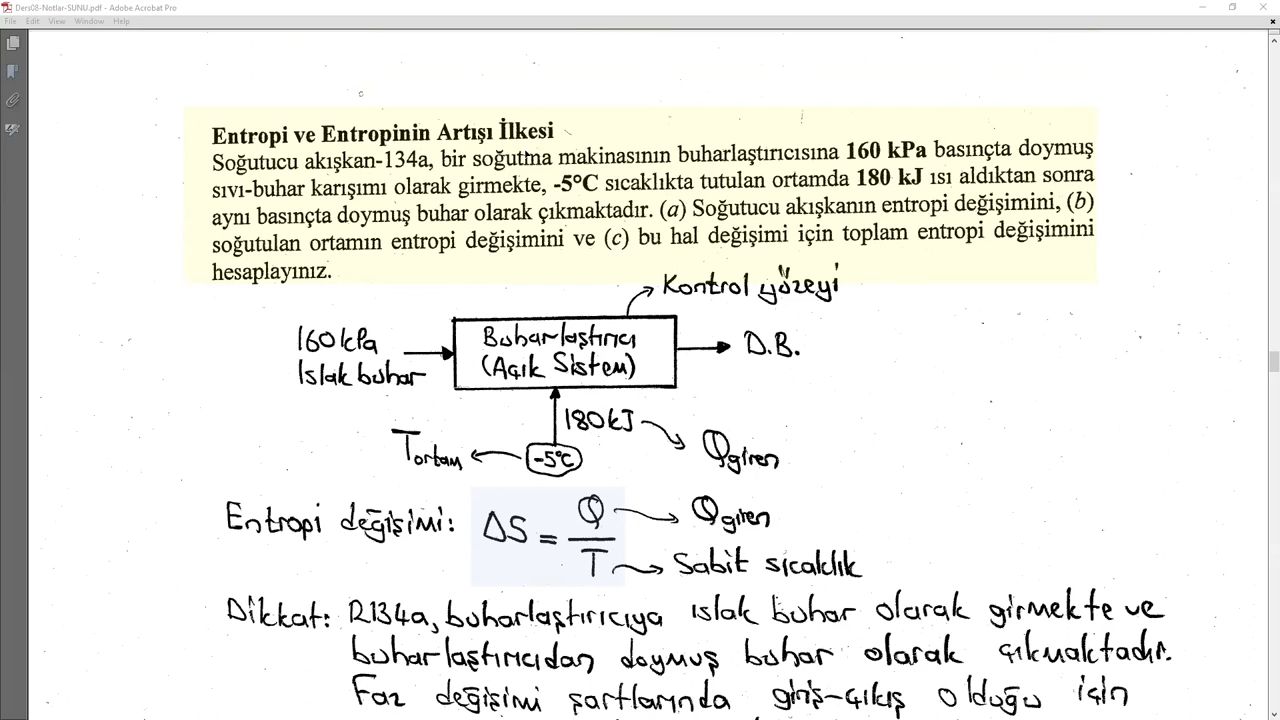 Ders08-Notlar-SUNU.pdf - Adobe Acrobat Pro
File Edit View Window Help
Entropi ve Entropinin Artışı İlkesi
Soğutucu akışkan-134a, bir soğutma makinasının buharlaştırıcısına 160 kPa basınçta doymuş
sıvı-buhar karışımı olarak girmekte, -5°C sıcaklıkta tutulan ortamda 180 kJ ısı aldıktan sonra
aynı basınçta doymuş buhar olarak çıkmaktadır. (a) Soğutucu akışkanın entropi değişimini, (b)
soğutulan ortamın entropi değişimini ve (c) bu hal değişimi için toplam entropi değişimini
hesaplayınız.
Kontrol yüzeyi
160 kPa
Islak buhar
Buharlaştırıcı
(Açık Sistem)
D.B.
180 kJ
Qgiren
Tortam
-5°C
Entropi değişimi: ΔS = Q/T
Qgiren
Sabit sıcaklık
Dikkat: R134a, buharlaştırıcıya ıslak buhar olarak girmekte ve
buharlaştırıcıdan doymuş buhar olarak çıkmaktadır.
Faz değişimi şartlarında giriş-çıkış olduğu için